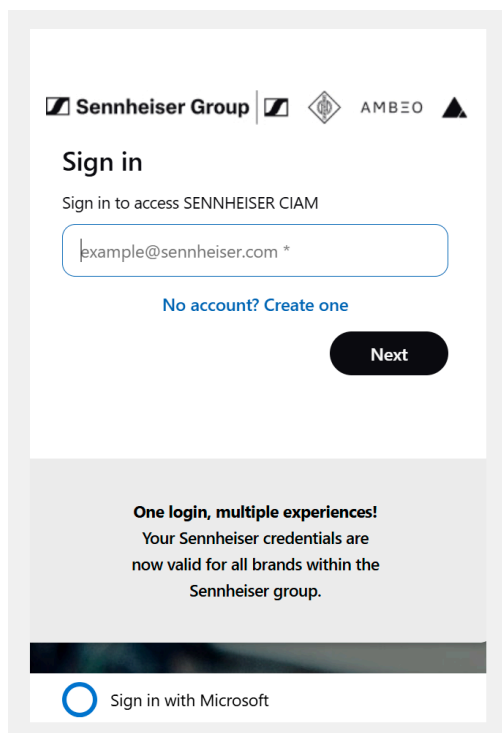 Sennheiser Group AMBEO
Sign in
Sign in to access SENNHEISER CIAM
example@sennheiser.com *
No account? Create one
Next
One login, multiple experiences!
Your Sennheiser credentials are
now valid for all brands within the
Sennheiser group.
Sign in with Microsoft